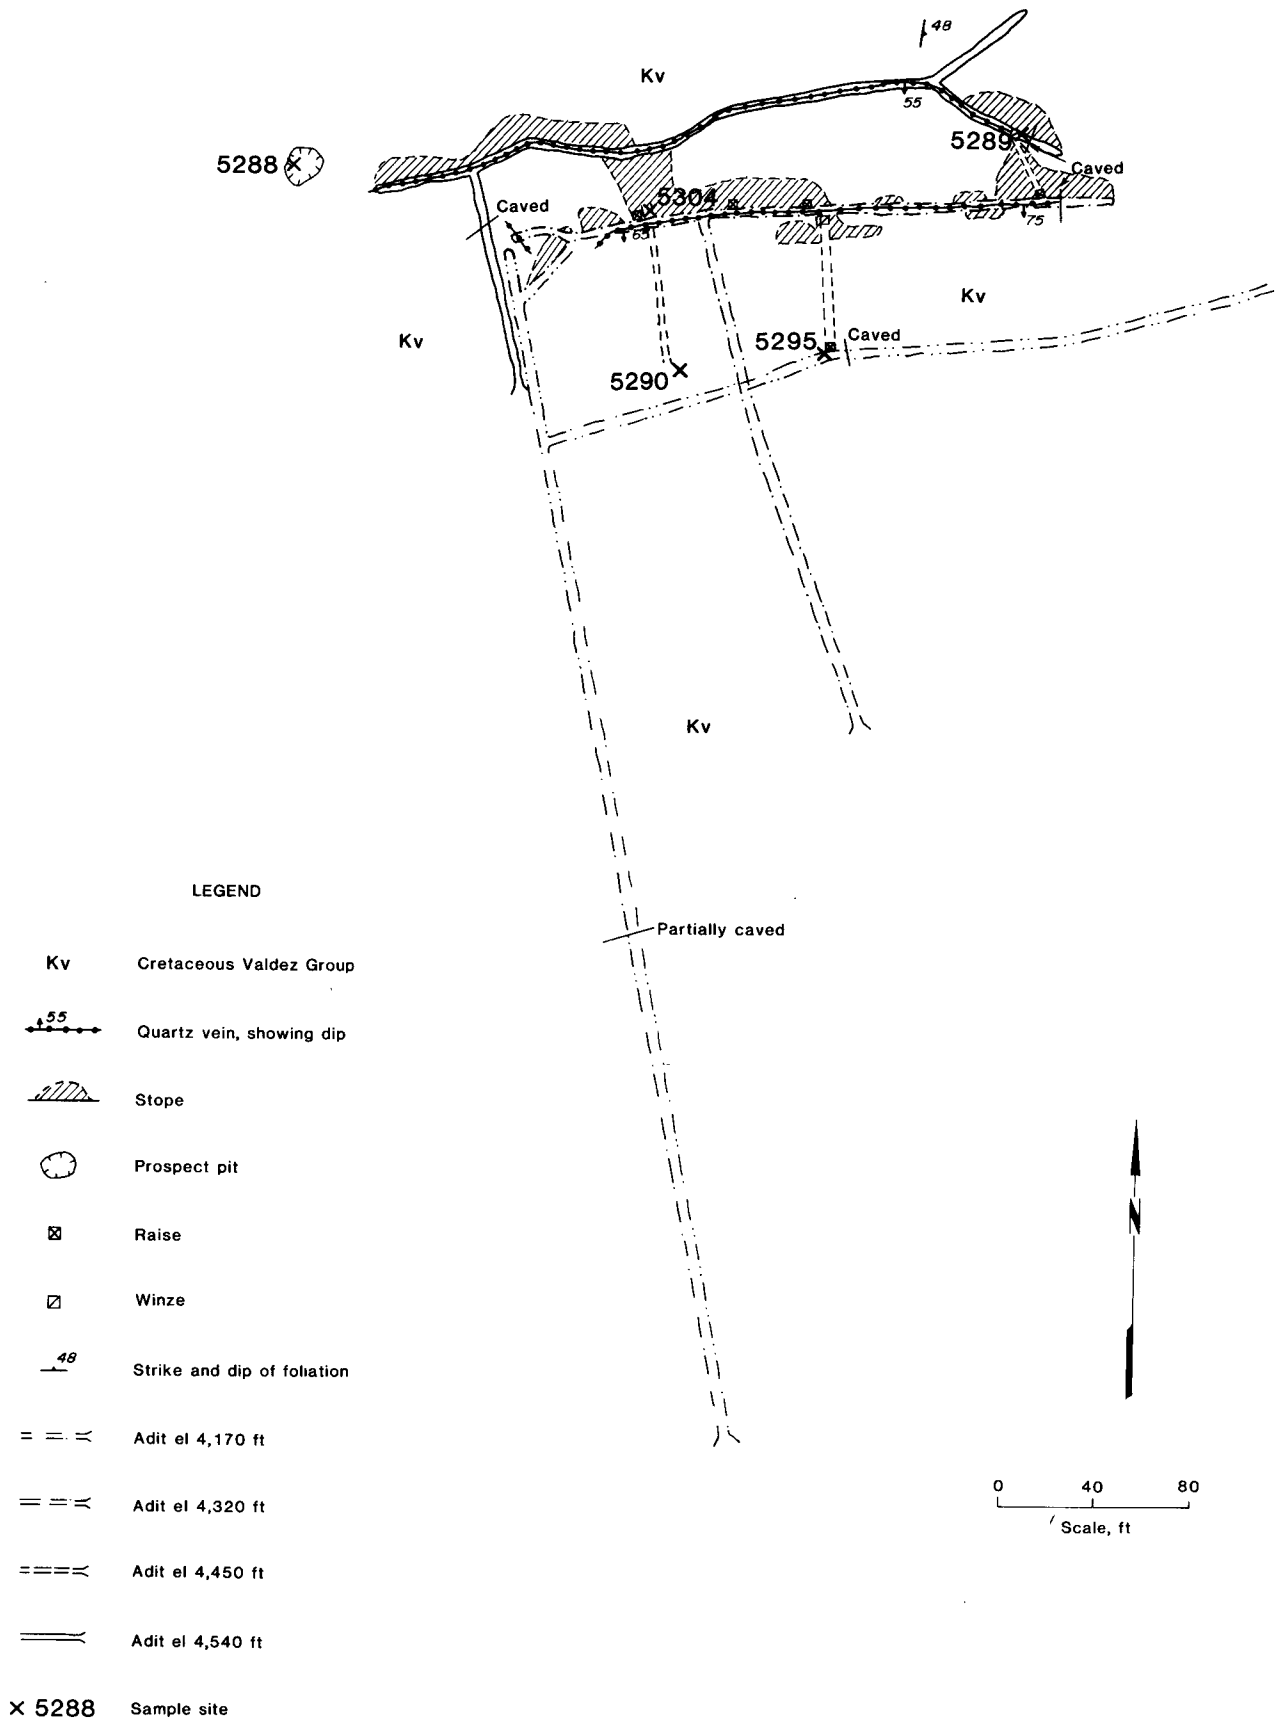 48
Kv
55
5289
5288
Caved
5304
Caved
65
75
Kv
Kv
5295
Caved
5290
Kv
LEGEND
Partially caved
Kv Cretaceous Valdez Group
55 Quartz vein, showing dip
Stope
Prospect pit
Raise
Winze
N
48 Strike and dip of foliation
Adit el 4,170 ft
0 40 80
Adit el 4,320 ft
Scale, ft
Adit el 4,450 ft
Adit el 4,540 ft
× 5288 Sample site